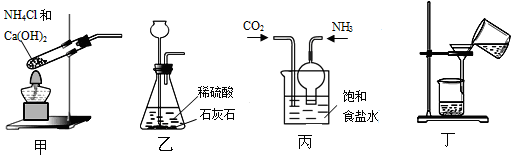 NH4Cl和
Ca(OH)2
稀硫酸
石灰石
CO2
NH3
饱和
食盐水
甲
乙
丙
丁